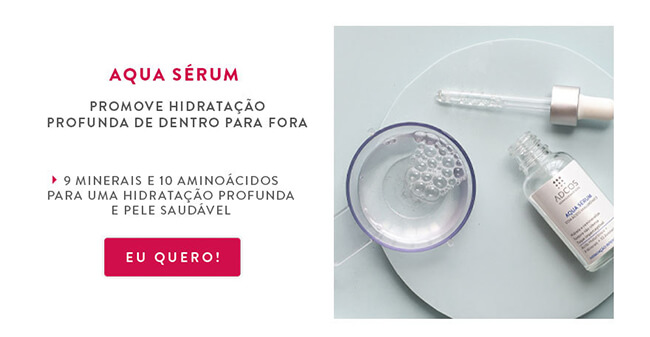 AQUA SÉRUM
PROMOVE HIDRATAÇÃO
PROFUNDA DE DENTRO PARA FORA
9 MINERAIS E 10 AMINOÁCIDOS
PARA UMA HIDRATAÇÃO PROFUNDA
E PELE SAUDÁVEL
EU QUERO!
ADCOS
AQUA SERUM